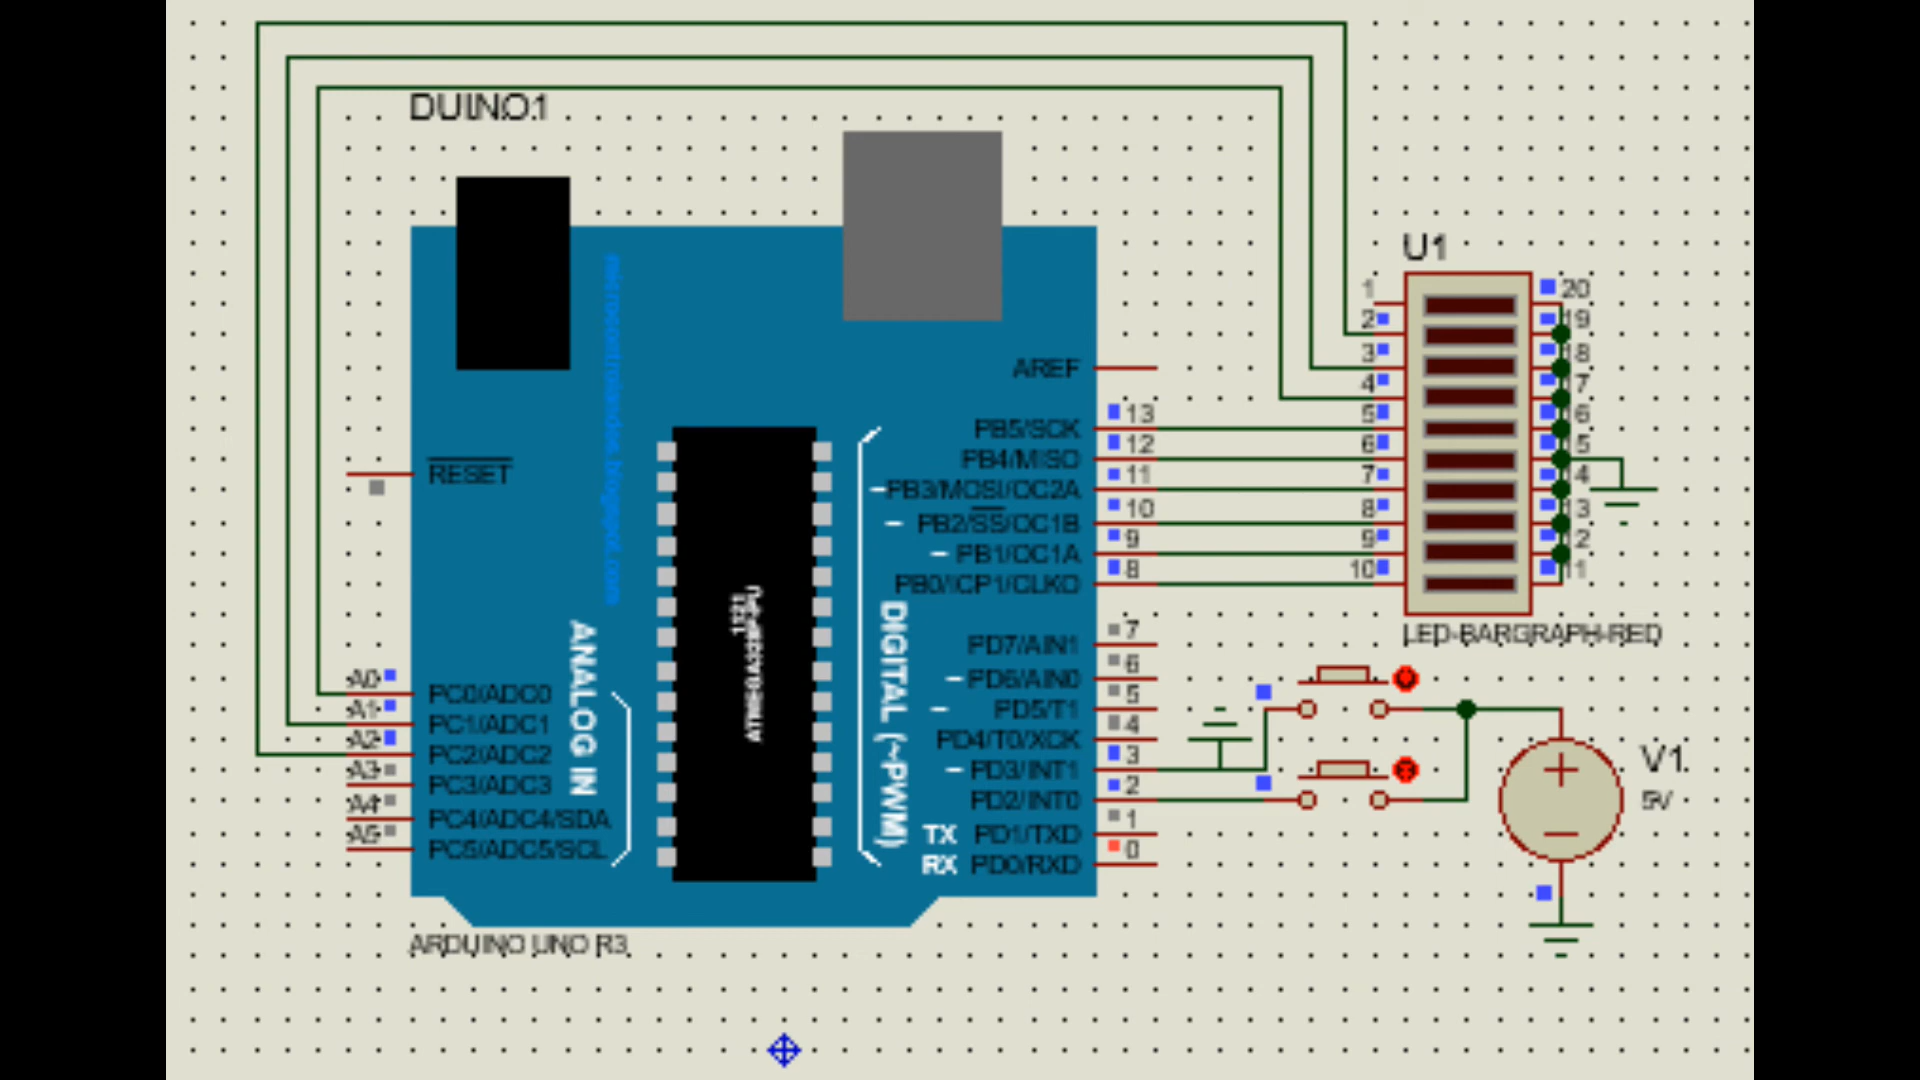 DUINO1
U1
1 20
2 19
3 18
4 17
5 16
6 15
7 14
8 13
9 12
10 11
LED-BARGRAPH-RED
AREF
PB5/SCK 13
PB4/MISO 12
PB3/MOSI/OC2A 11
PB2/SS/OC1B 10
PB1/OC1A 9
PB0/ICP1/CLKO 8
PD7/AIN1 7
PD6/AIN0 6
PD5/T1 5
PD4/T0/XCK 4
PD3/INT1 3
PD2/INT0 2
TX PD1/TXD 1
RX PD0/RXD 0
DIGITAL (~PWM)
RESET
A0 PC0/ADC0
A1 PC1/ADC1
A2 PC2/ADC2
A3 PC3/ADC3
A4 PC4/ADC4/SDA
A5 PC5/ADC5/SCL
ANALOG IN
V1
5V
ARDUINO UNO R3